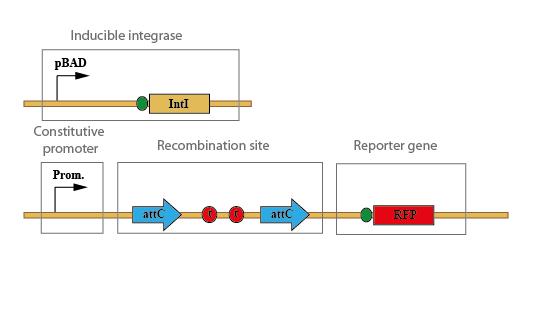 Inducible integrase
pBAD
IntI
Constitutive
promoter
Recombination site
Reporter gene
Prom.
attC
t
t
attC
RFP